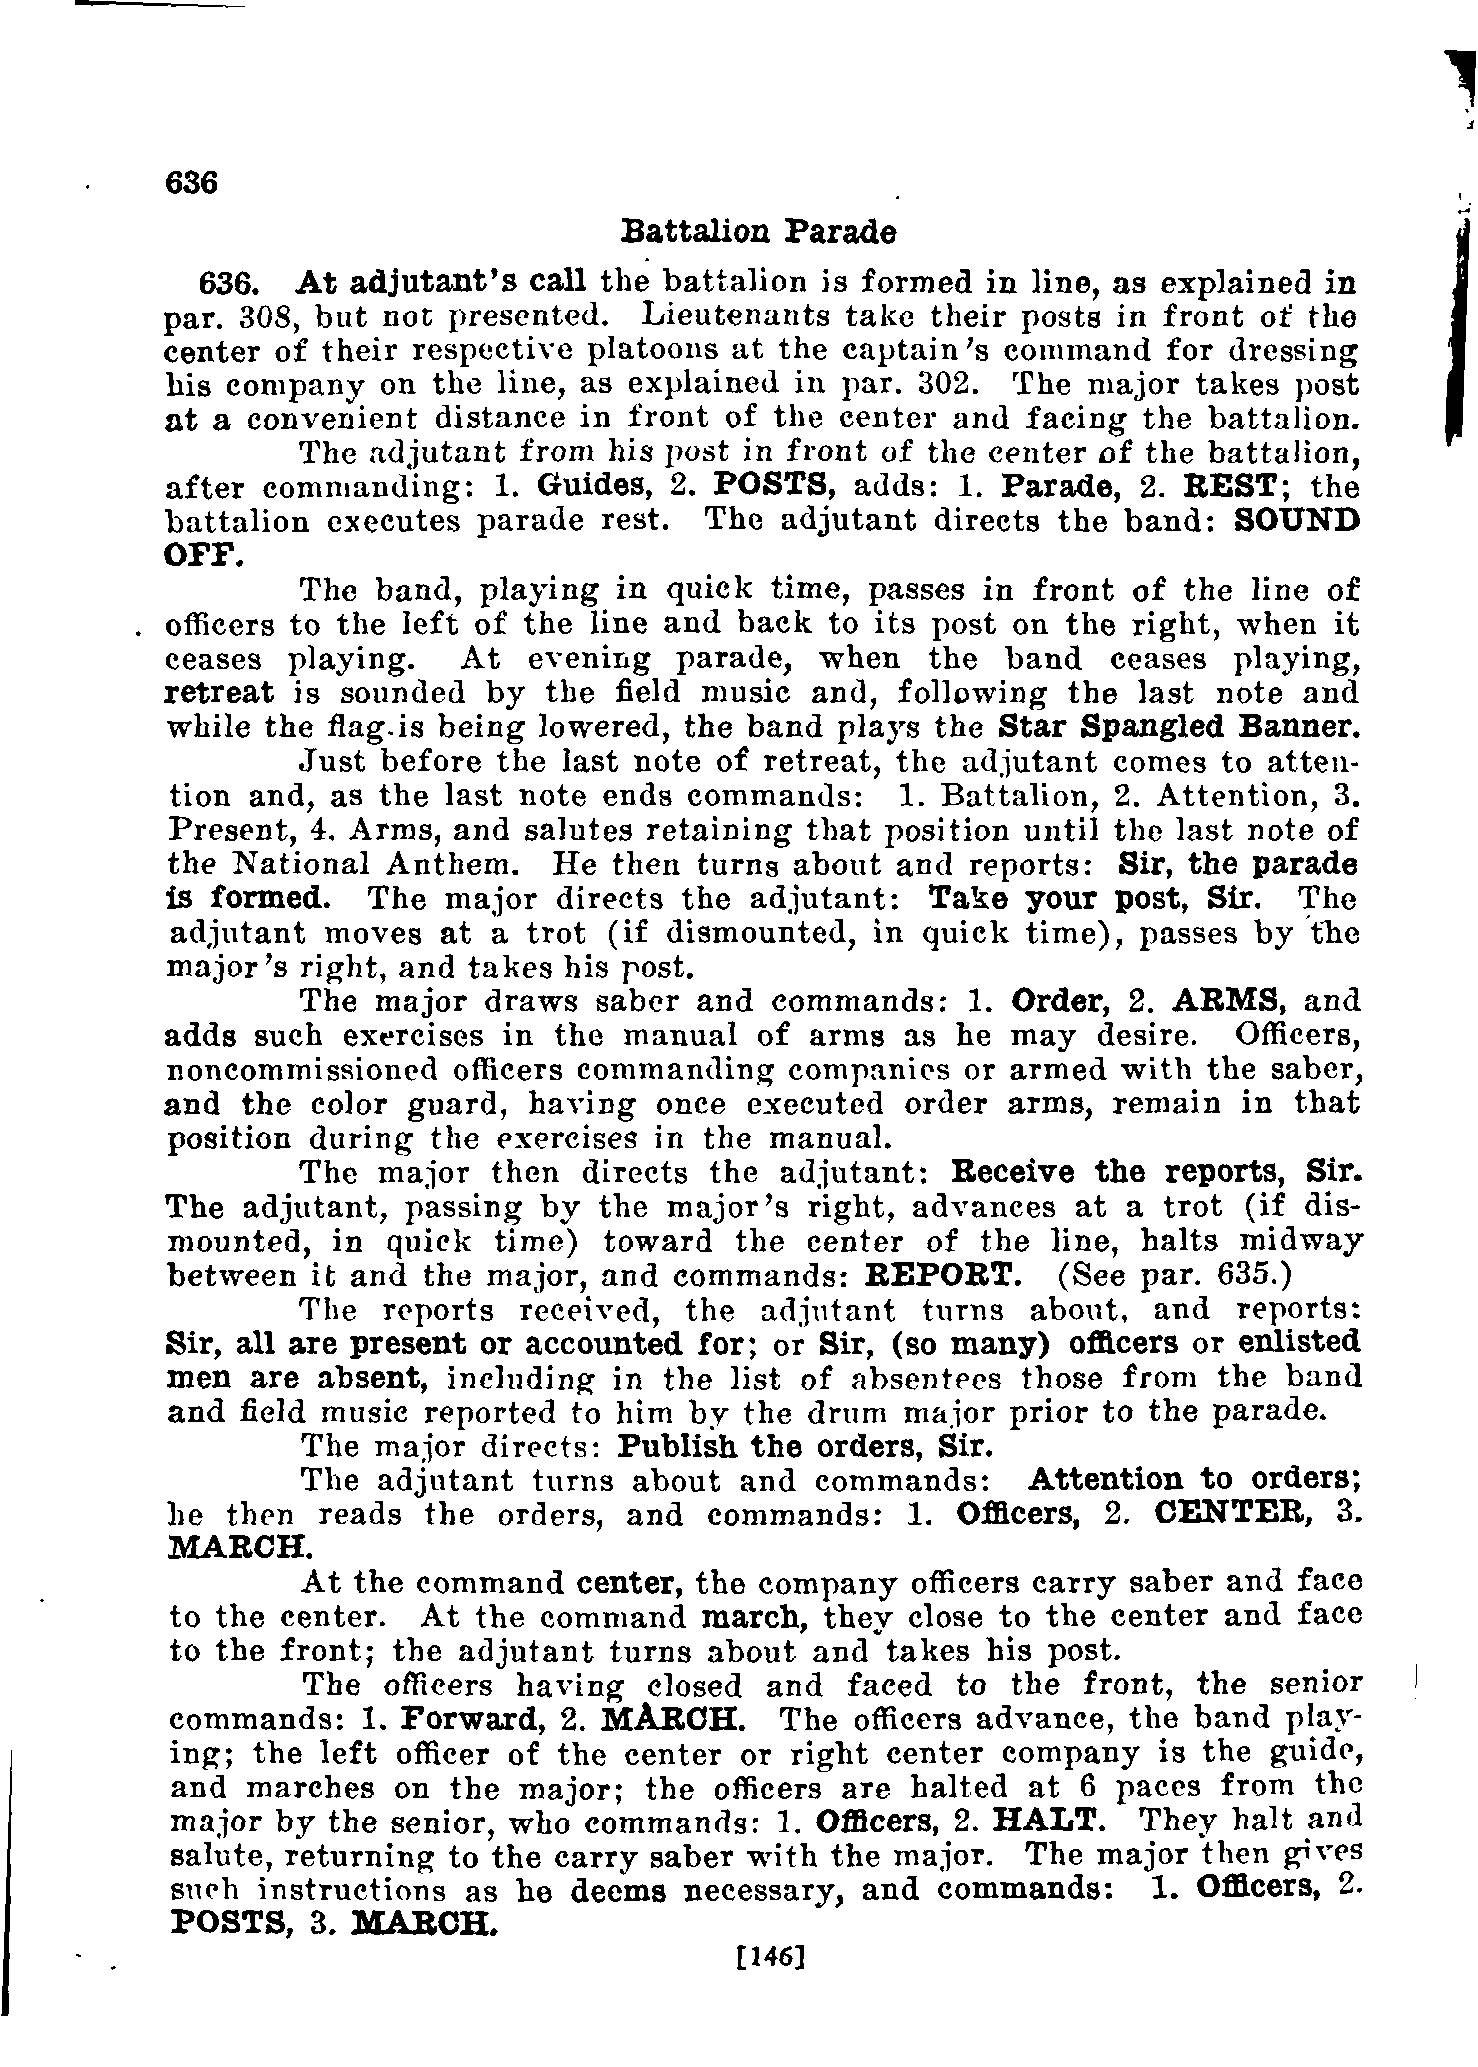 636
Battalion Parade
636. At adjutant's call the battalion is formed in line, as explained in
par. 308, but not presented. Lieutenants take their posts in front of the
center of their respective platoons at the captain's command for dressing
his company on the line, as explained in par. 302. The major takes post
at a convenient distance in front of the center and facing the battalion.
The adjutant from his post in front of the center of the battalion,
after commanding: 1. Guides, 2. POSTS, adds: 1. Parade, 2. REST; the
battalion executes parade rest. The adjutant directs the band: SOUND
OFF.
The band, playing in quick time, passes in front of the line of
officers to the left of the line and back to its post on the right, when it
ceases playing. At evening parade, when the band ceases playing,
retreat is sounded by the field music and, following the last note and
while the flag is being lowered, the band plays the Star Spangled Banner.
Just before the last note of retreat, the adjutant comes to atten-
tion and, as the last note ends commands: 1. Battalion, 2. Attention, 3.
Present, 4. Arms, and salutes retaining that position until the last note of
the National Anthem. He then turns about and reports: Sir, the parade
is formed. The major directs the adjutant: Take your post, Sir. The
adjutant moves at a trot (if dismounted, in quick time), passes by the
major's right, and takes his post.
The major draws saber and commands: 1. Order, 2. ARMS, and
adds such exercises in the manual of arms as he may desire. Officers,
noncommissioned officers commanding companies or armed with the saber,
and the color guard, having once executed order arms, remain in that
position during the exercises in the manual.
The major then directs the adjutant: Receive the reports, Sir.
The adjutant, passing by the major's right, advances at a trot (if dis-
mounted, in quick time) toward the center of the line, halts midway
between it and the major, and commands: REPORT. (See par. 635.)
The reports received, the adjutant turns about, and reports:
Sir, all are present or accounted for; or Sir, (so many) officers or enlisted
men are absent, including in the list of absentees those from the band
and field music reported to him by the drum major prior to the parade.
The major directs: Publish the orders, Sir.
The adjutant turns about and commands: Attention to orders;
he then reads the orders, and commands: 1. Officers, 2. CENTER, 3.
MARCH.
At the command center, the company officers carry saber and face
to the center. At the command march, they close to the center and face
to the front; the adjutant turns about and takes his post.
The officers having closed and faced to the front, the senior
commands: 1. Forward, 2. MARCH. The officers advance, the band play-
ing; the left officer of the center or right center company is the guide,
and marches on the major; the officers are halted at 6 paces from the
major by the senior, who commands: 1. Officers, 2. HALT. They halt and
salute, returning to the carry saber with the major. The major then gives
such instructions as he deems necessary, and commands: 1. Officers, 2.
POSTS, 3. MARCH.
[146]